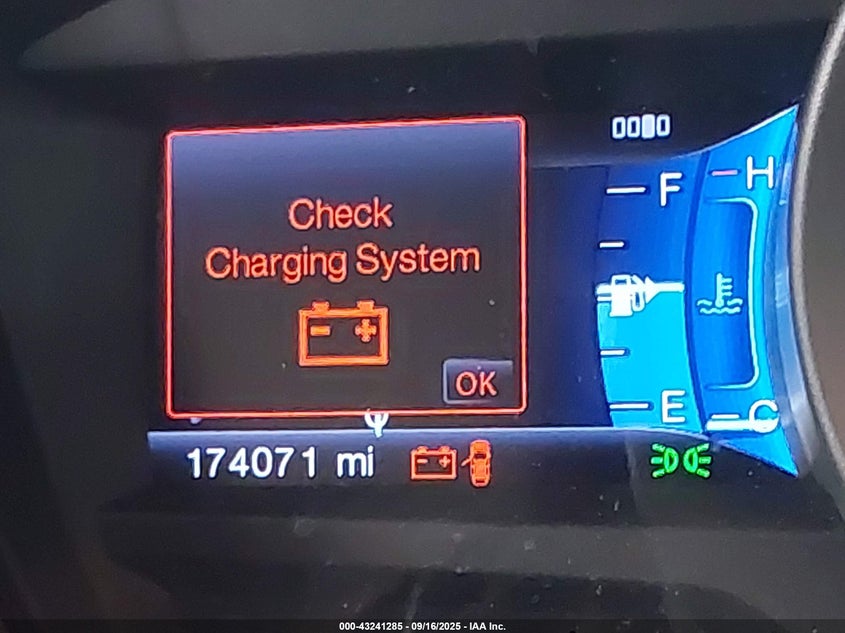 Check
Charging System
- +
OK
F
H
E
C
174071 mi
- +
000-43241285 - 09/16/2025 - IAA Inc.